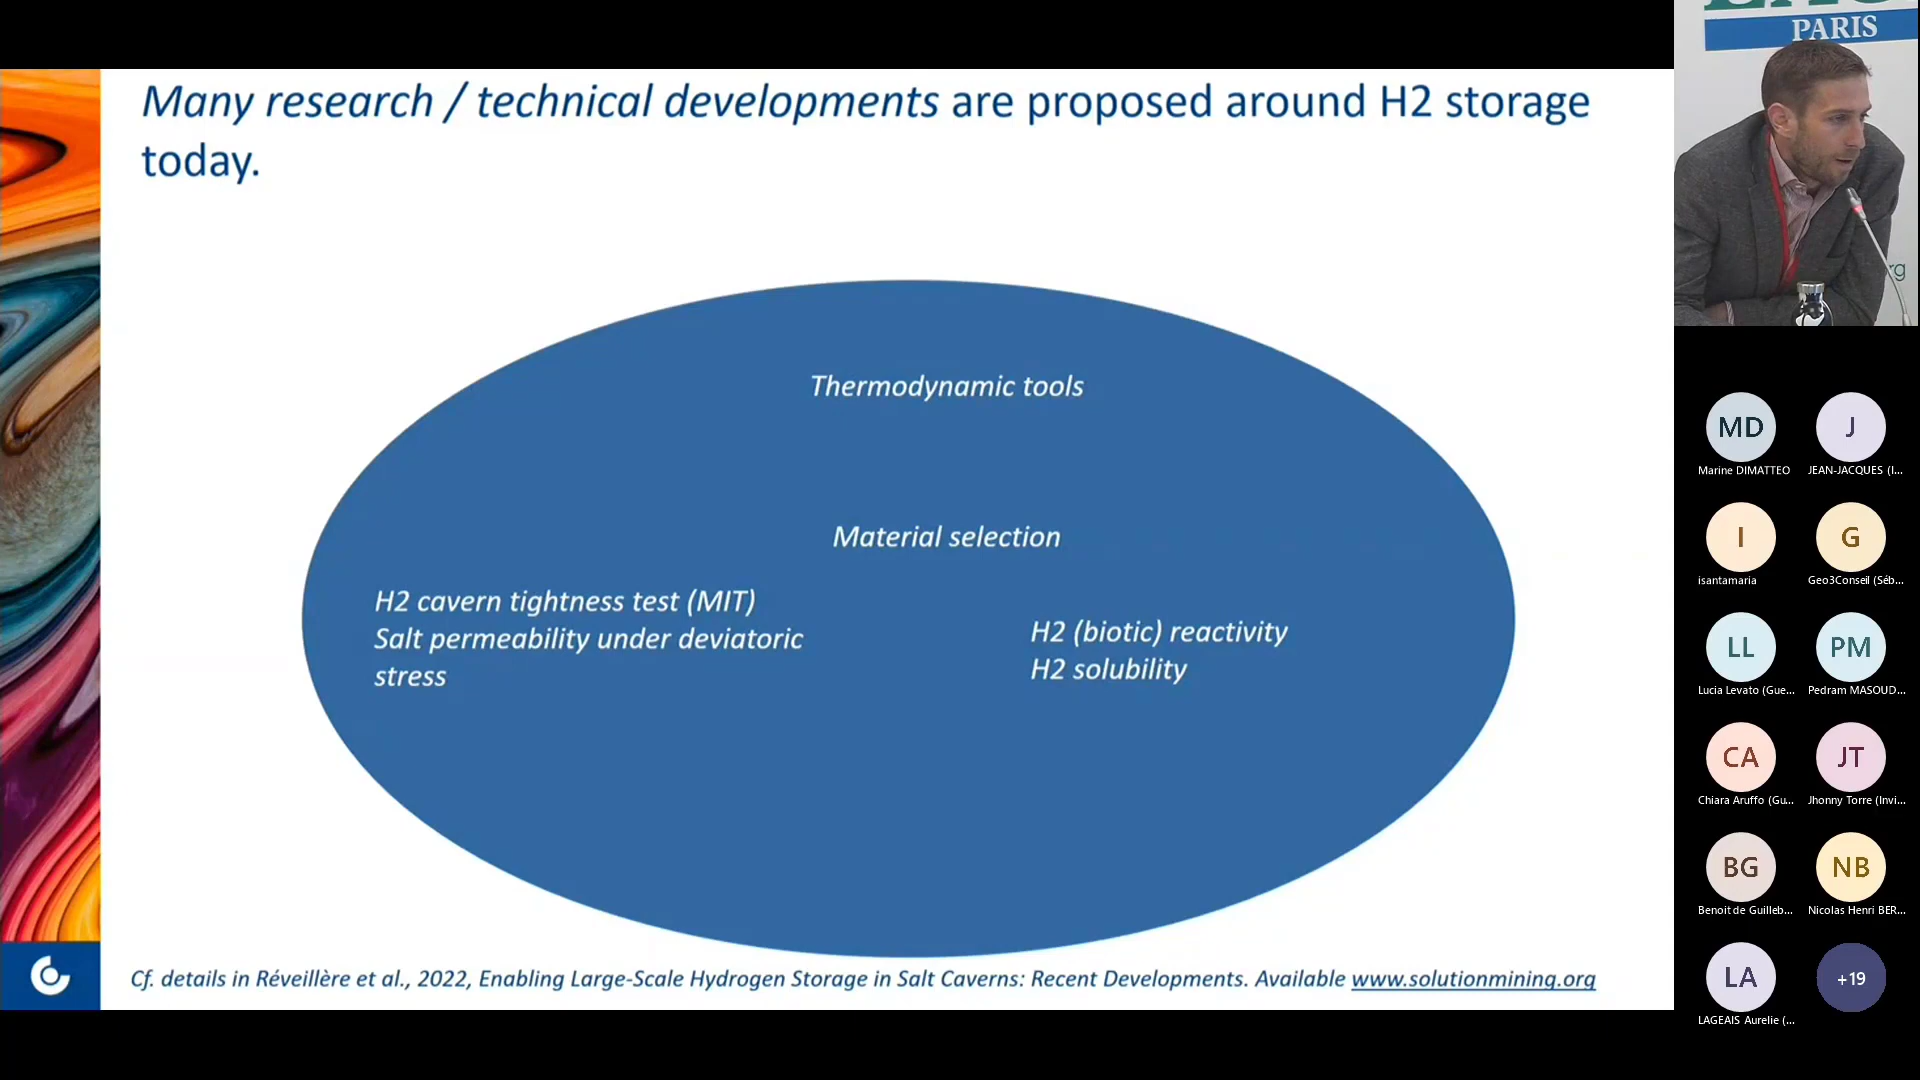 Many research / technical developments are proposed around H2 storage
today.
Thermodynamic tools
Material selection
H2 cavern tightness test (MIT)
Salt permeability under deviatoric
stress
H2 (biotic) reactivity
H2 solubility
Cf. details in Réveillère et al., 2022, Enabling Large-Scale Hydrogen Storage in Salt Caverns: Recent Developments. Available www.solutionmining.org
PARIS
rg
MD
J
Marine DIMATTEO
JEAN-JACQUES (I...
I
G
isantamaria
Geo3Conseil (Séb...
LL
PM
Lucia Levato (Gue...
Pedram MASOUD...
CA
JT
Chiara Aruffo (Gu...
Jhonny Torre (Invi...
BG
NB
Benoit de Guilleb...
Nicolas Henri BER...
LA
+19
LAGEAIS Aurelie (...